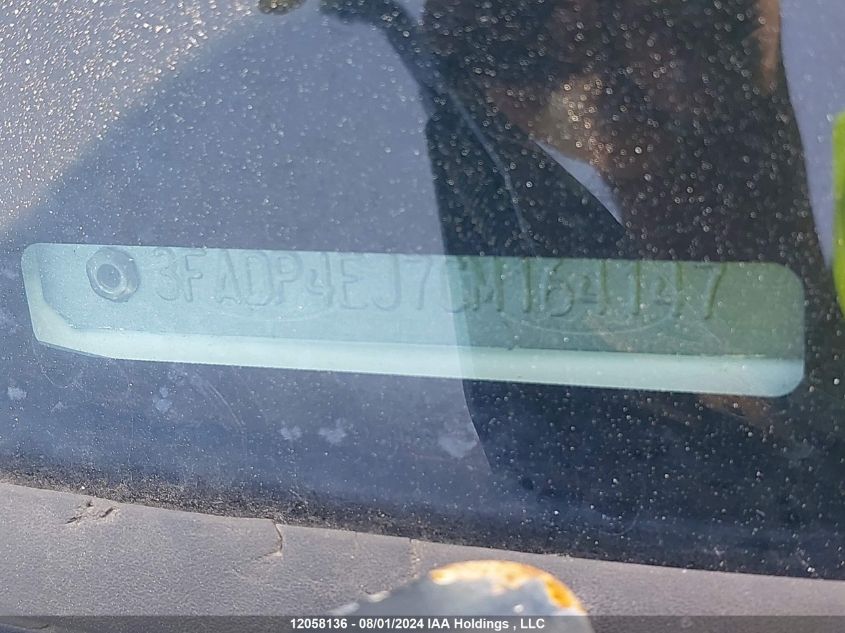 3FADP4EJ7CM164147
12058136 - 08/01/2024 IAA Holdings , LLC